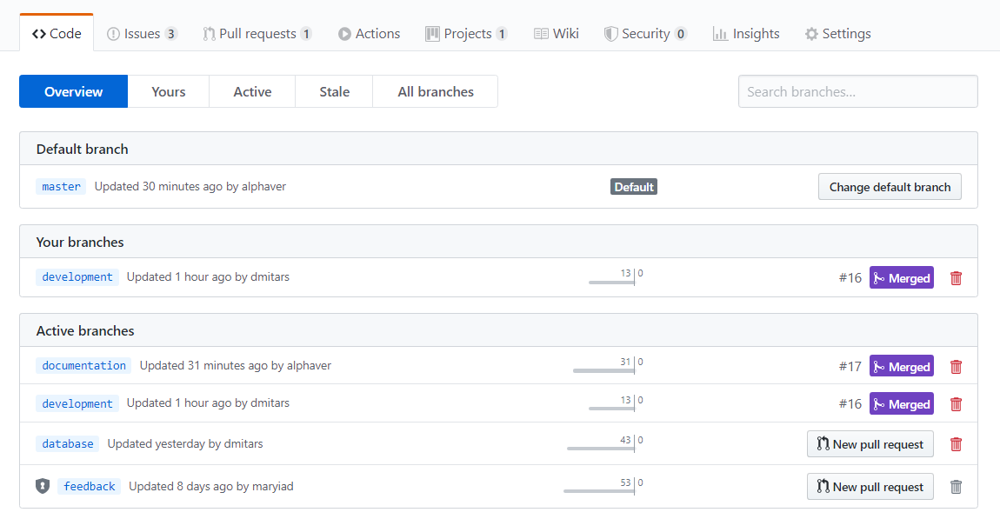 Code Issues 3 Pull requests 1 Actions Projects 1 Wiki Security 0 Insights Settings
Overview Yours Active Stale All branches Search branches...
Default branch
master Updated 30 minutes ago by alphaver Default Change default branch
Your branches
development Updated 1 hour ago by dmitars 13 0 #16 Merged
Active branches
documentation Updated 31 minutes ago by alphaver 31 0 #17 Merged
development Updated 1 hour ago by dmitars 13 0 #16 Merged
database Updated yesterday by dmitars 43 0 New pull request
feedback Updated 8 days ago by maryiad 53 0 New pull request